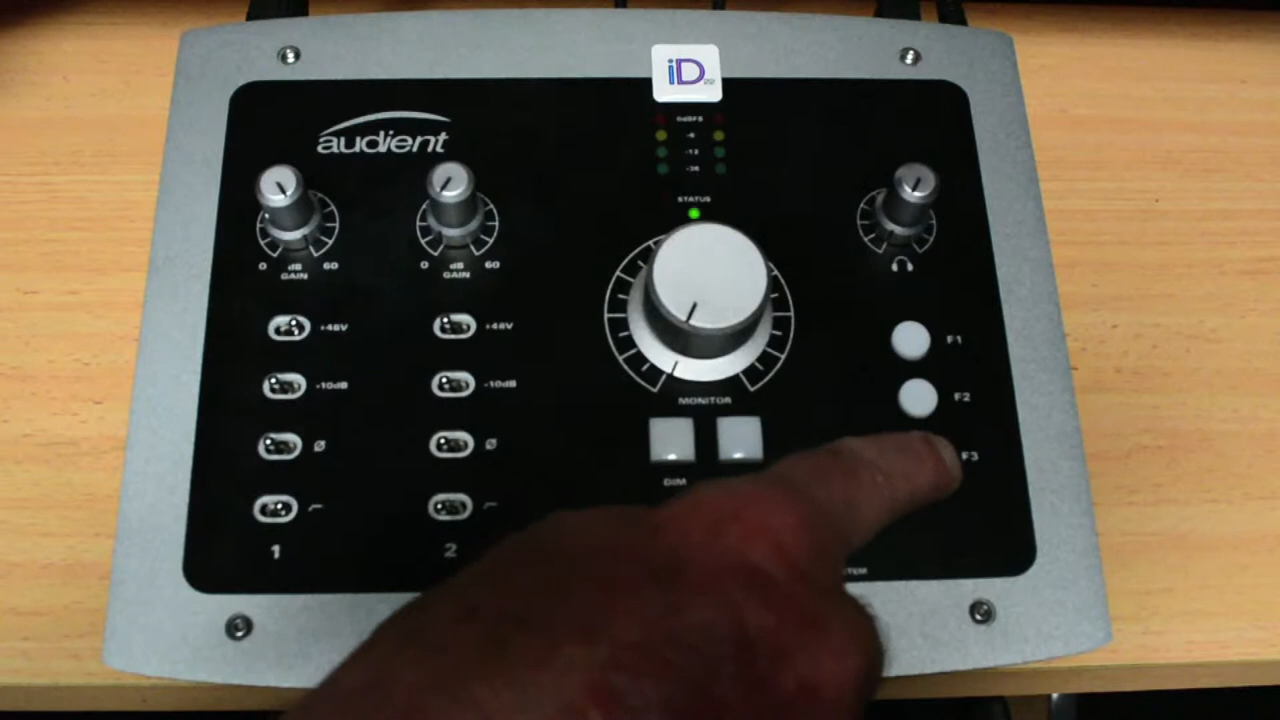 iD22
audient
0dBFS
-6
-12
-36
STATUS
0 dB 60
GAIN
0 dB 60
GAIN
+48V
+48V
F1
-10dB
-10dB
F2
MONITOR
Ø
Ø
F3
DIM
1
2